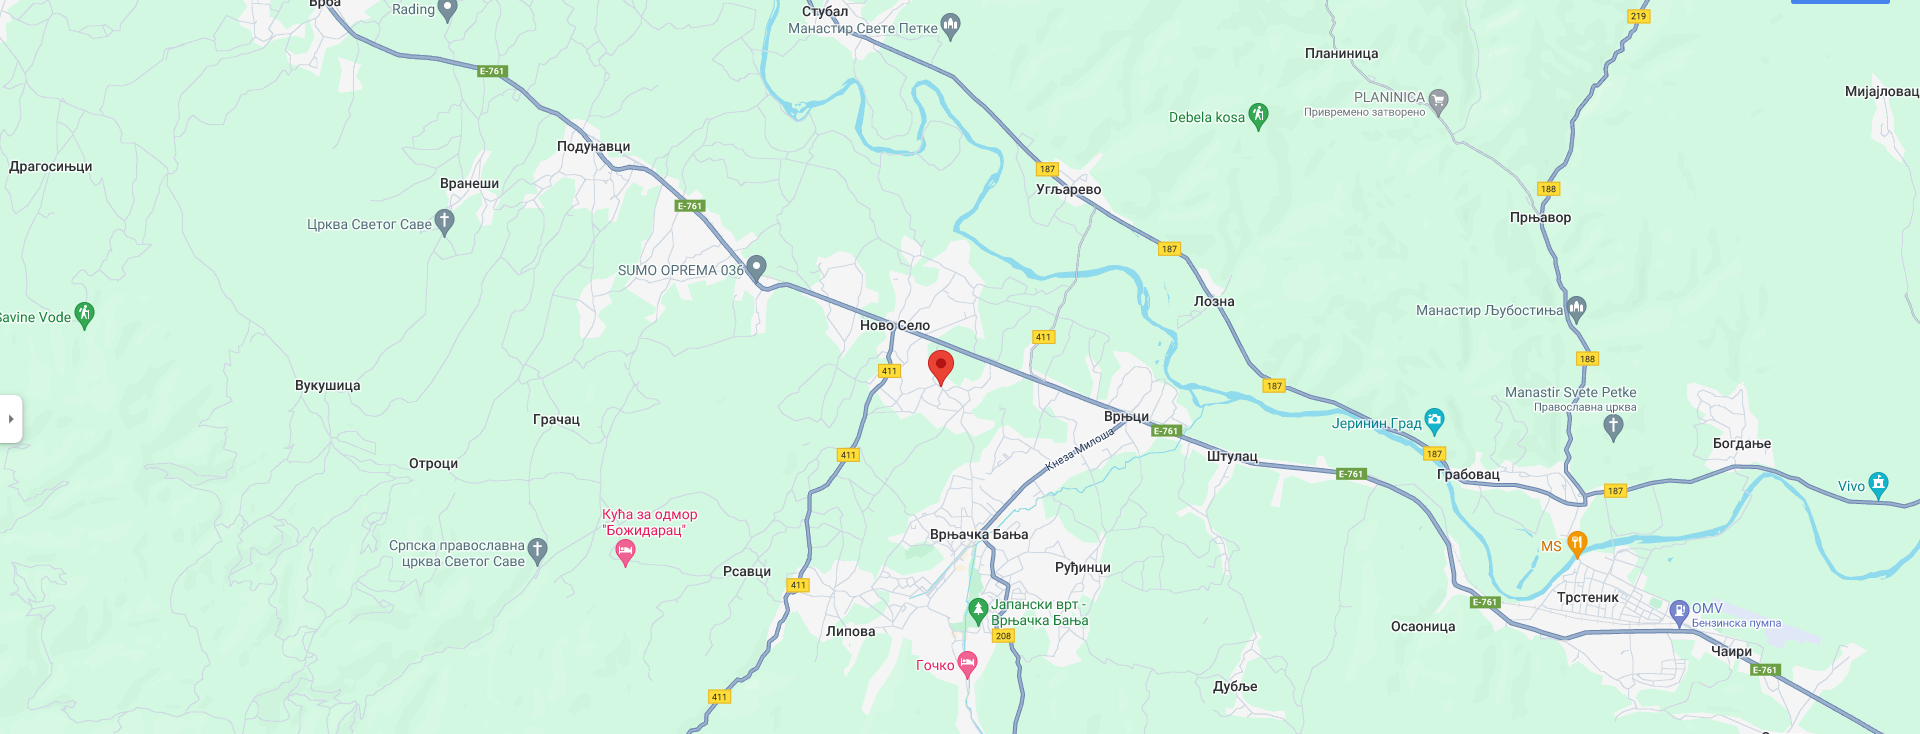 Врба
Rading
Стубал
Манастир Свете Петке
219
Планиница
E-761
PLANINICA
Привремено затворено
Мијајловац
Debela kosa
Подунавци
Драгосињци
187
Вранеши
Угљарево
188
E-761
Прњавор
Црква Светог Саве
187
SUMO OPREMA 036
Лозна
Манастир Љубостиња
Savine Vode
Ново Село
411
188
411
Вукушица
187
Manastir Svete Petke
Православна црква
Грачац
Врњци
Јеринин Град
E-761
Богдање
Кнеза Милоша
411
187
Отроци
Штулац
E-761
Грабовац
Vivo
187
Кућа за одмор
"Божидарац"
Врњачка Бања
Српска православна
црква Светог Саве
MS
Рсавци
Руђинци
411
Трстеник
E-761
Јапански врт -
Врњачка Бања
OMV
Бензинска пумпа
Липова
208
Осаоница
Чаири
Гочко
E-761
Дубље
411